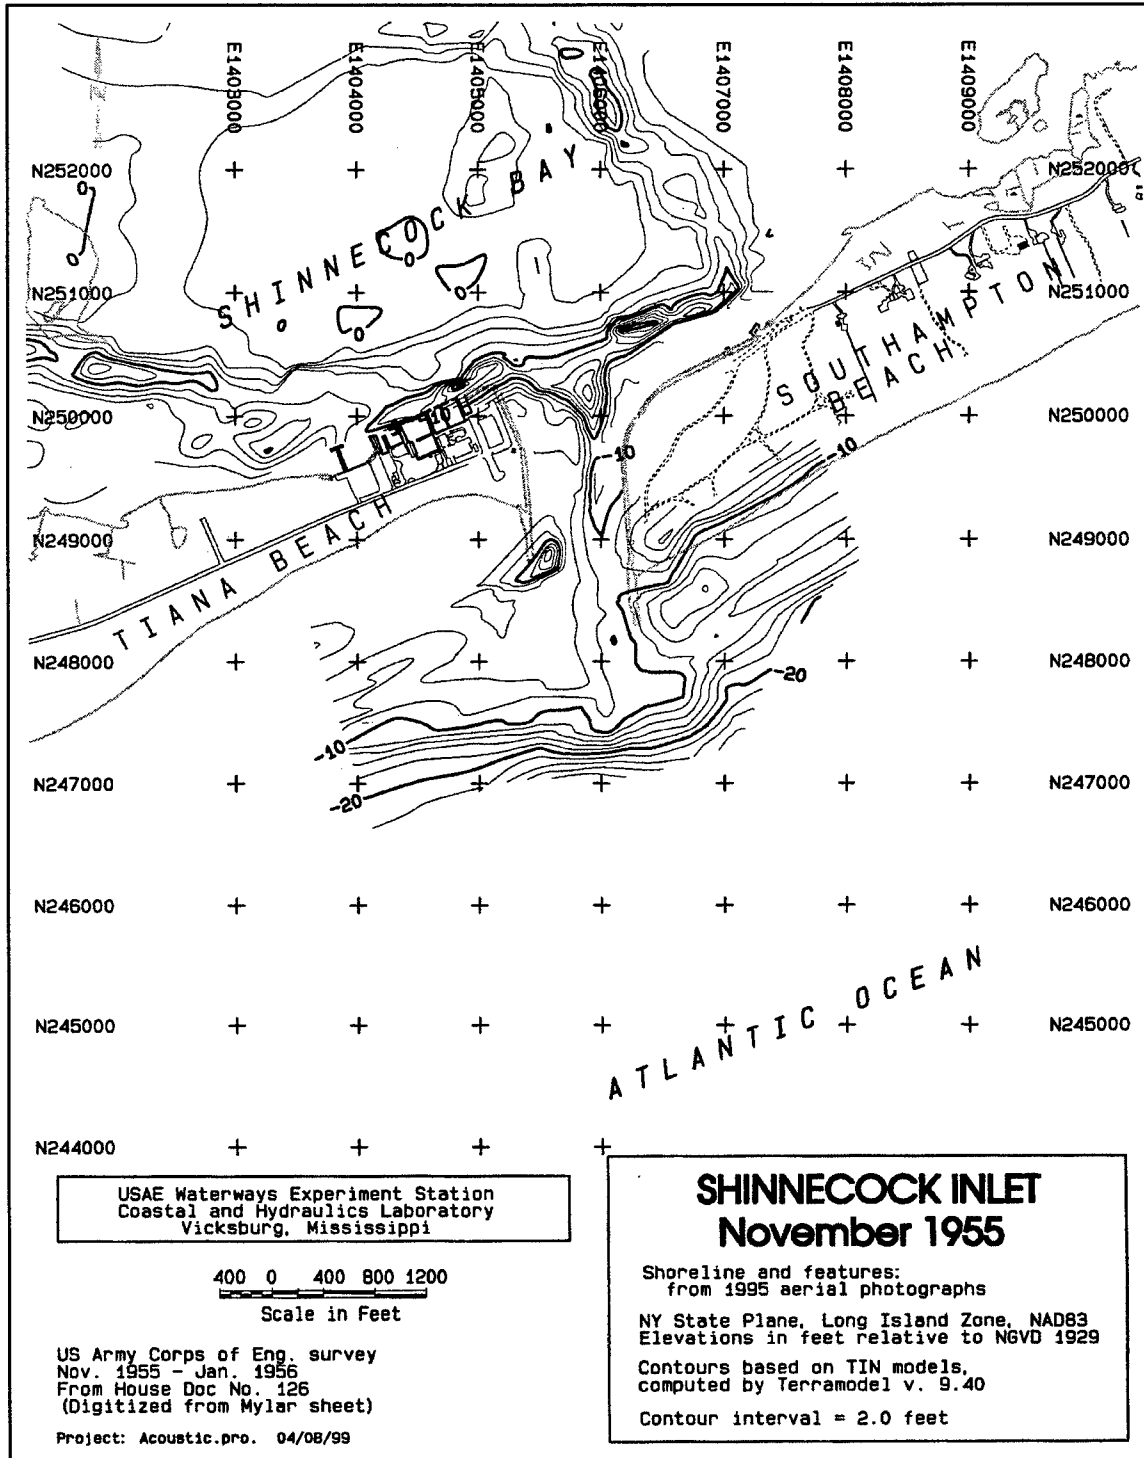 E1403000
E1404000
E1405000
E1406000
E1407000
E1408000
E1409000
N252000
N252000
0
SHINNECOCK BAY
0
0
0
0
N251000
N251000
0
SOUTHAMPTON
BEACH
N250000
-10
N250000
-10
-10
N249000
N249000
TIANA BEACH
N248000
N248000
-20
-10
N247000
N247000
-20
N246000
N246000
ATLANTIC OCEAN
N245000
N245000
N244000
USAE Waterways Experiment Station
Coastal and Hydraulics Laboratory
Vicksburg, Mississippi
400 0 400 800 1200
Scale in Feet
US Army Corps of Eng. survey
Nov. 1955 - Jan. 1956
From House Doc No. 126
(Digitized from Mylar sheet)
Project: Acoustic.pro. 04/08/99
SHINNECOCK INLET
November 1955
Shoreline and features:
from 1995 aerial photographs
NY State Plane, Long Island Zone, NAD83
Elevations in feet relative to NGVD 1929
Contours based on TIN models,
computed by Terramodel v. 9.40
Contour interval = 2.0 feet